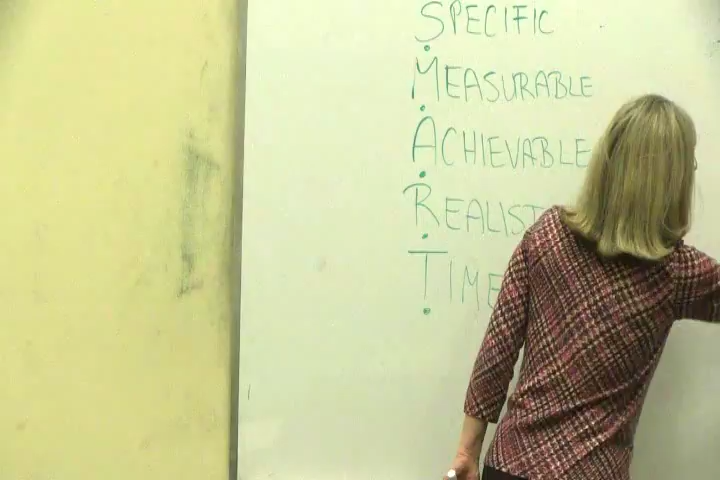 SPECIFIC
MEASURABLE
ACHIEVABLE
REALIST
TIME